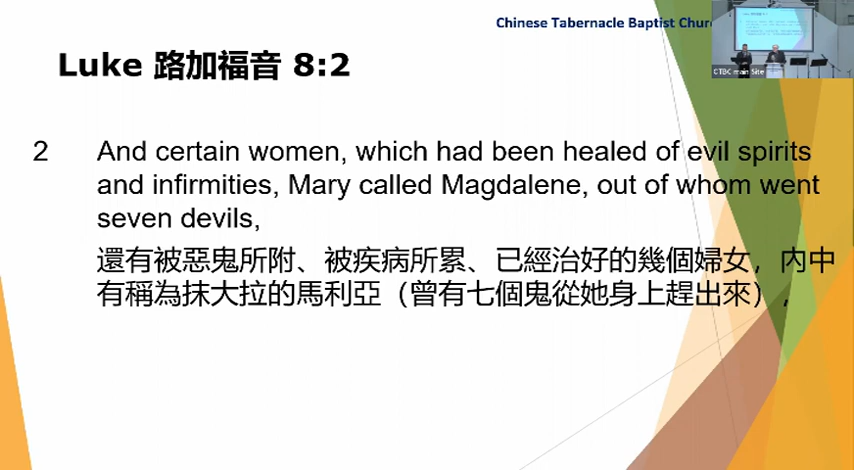 Chinese Tabernacle Baptist
CTBC main Site
Luke 路加福音 8:2
2 And certain women, which had been healed of evil spirits
and infirmities, Mary called Magdalene, out of whom went
seven devils,
還有被惡鬼所附、被疾病所累、已經治好的幾個婦女，內中
有稱為抹大拉的馬利亞（曾有七個鬼從她身上趕出來），